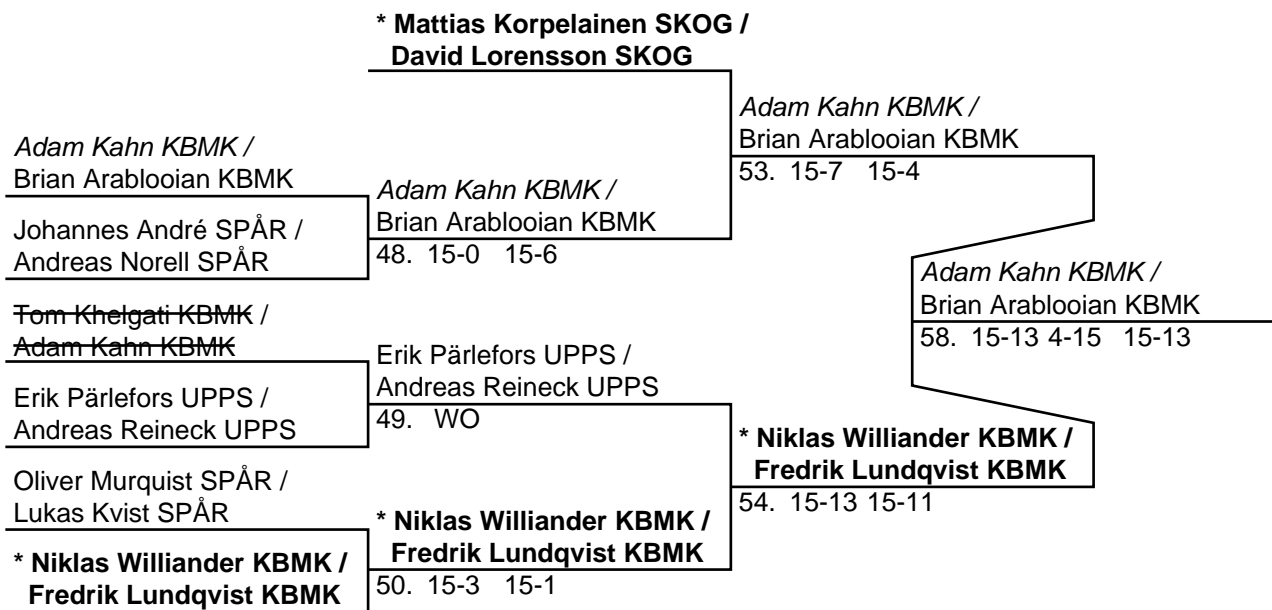 * Mattias Korpelainen SKOG /
David Lorensson SKOG
Adam Kahn KBMK /
Brian Arablooian KBMK
Johannes André SPÅR /
Andreas Norell SPÅR
Tom Khelgati KBMK /
Adam Kahn KBMK
Erik Pärlefors UPPS /
Andreas Reineck UPPS
Oliver Murquist SPÅR /
Lukas Kvist SPÅR
* Niklas Williander KBMK /
Fredrik Lundqvist KBMK
Adam Kahn KBMK /
Brian Arablooian KBMK
48. 15-0 15-6
Erik Pärlefors UPPS /
Andreas Reineck UPPS
49. WO
* Niklas Williander KBMK /
Fredrik Lundqvist KBMK
50. 15-3 15-1
Adam Kahn KBMK /
Brian Arablooian KBMK
53. 15-7 15-4
* Niklas Williander KBMK /
Fredrik Lundqvist KBMK
54. 15-13 15-11
Adam Kahn KBMK /
Brian Arablooian KBMK
58. 15-13 4-15 15-13